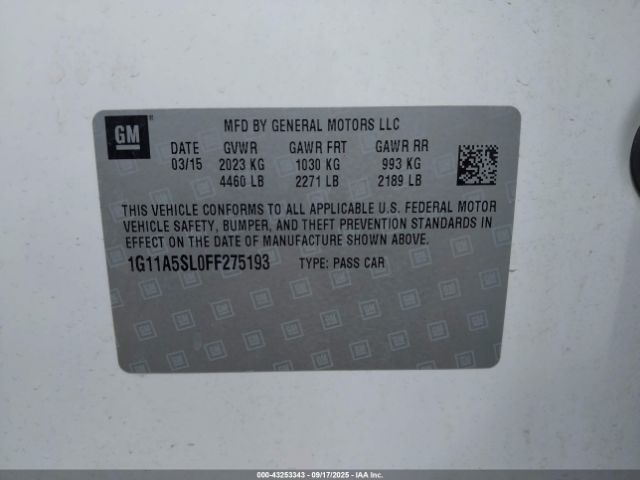 GM
MFD BY GENERAL MOTORS LLC
DATE GVWR GAWR FRT GAWR RR
03/15 2023 KG 1030 KG 993 KG
4460 LB 2271 LB 2189 LB
THIS VEHICLE CONFORMS TO ALL APPLICABLE U.S. FEDERAL MOTOR
VEHICLE SAFETY, BUMPER, AND THEFT PREVENTION STANDARDS IN
EFFECT ON THE DATE OF MANUFACTURE SHOWN ABOVE.
1G11A5SL0FF275193 TYPE: PASS CAR
000-43253343 - 09/17/2025 - IAAI.COM